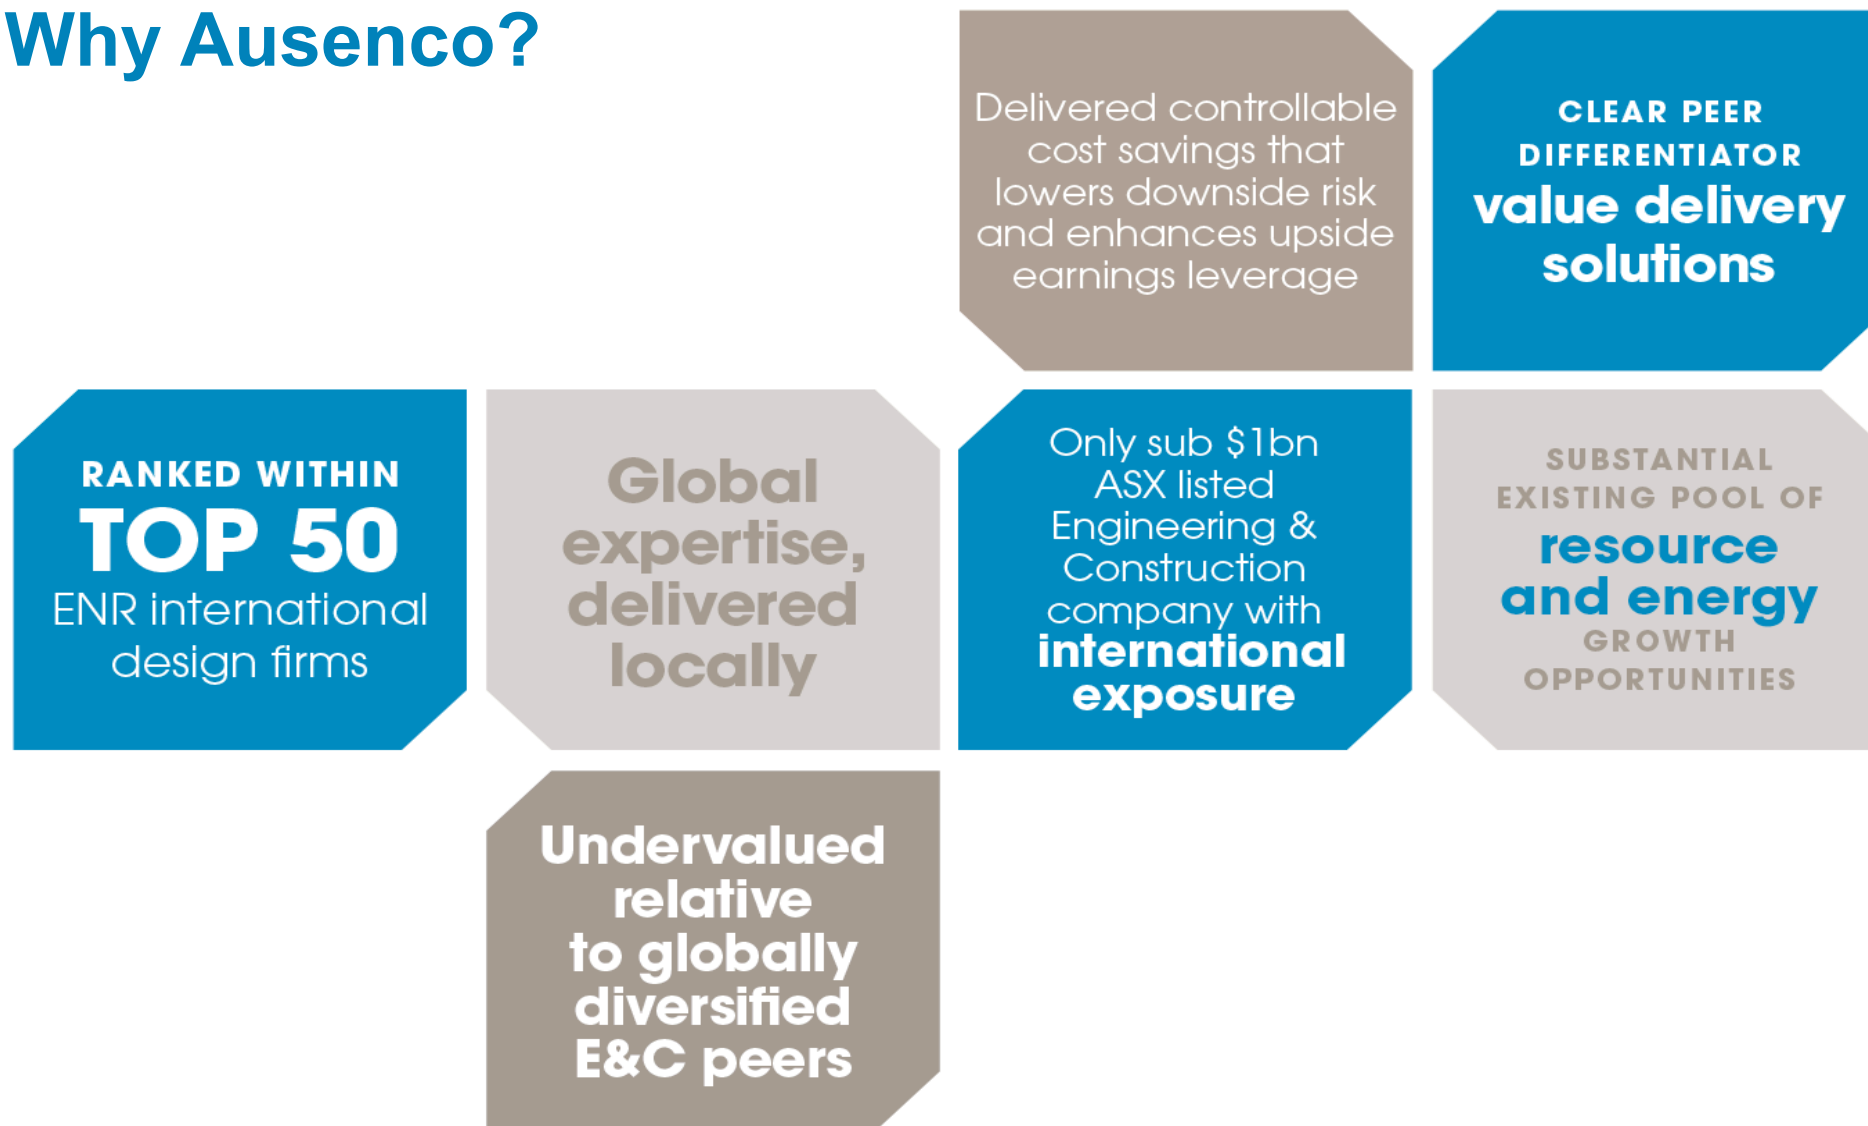 Why Ausenco?
Delivered controllable
cost savings that
lowers downside risk
and enhances upside
earnings leverage
CLEAR PEER
DIFFERENTIATOR
value delivery
solutions
RANKED WITHIN
TOP 50
ENR international
design firms
Global
expertise,
delivered
locally
Only sub $1bn
ASX listed
Engineering &
Construction
company with
international
exposure
SUBSTANTIAL
EXISTING POOL OF
resource
and energy
GROWTH
OPPORTUNITIES
Undervalued
relative
to globally
diversified
E&C peers